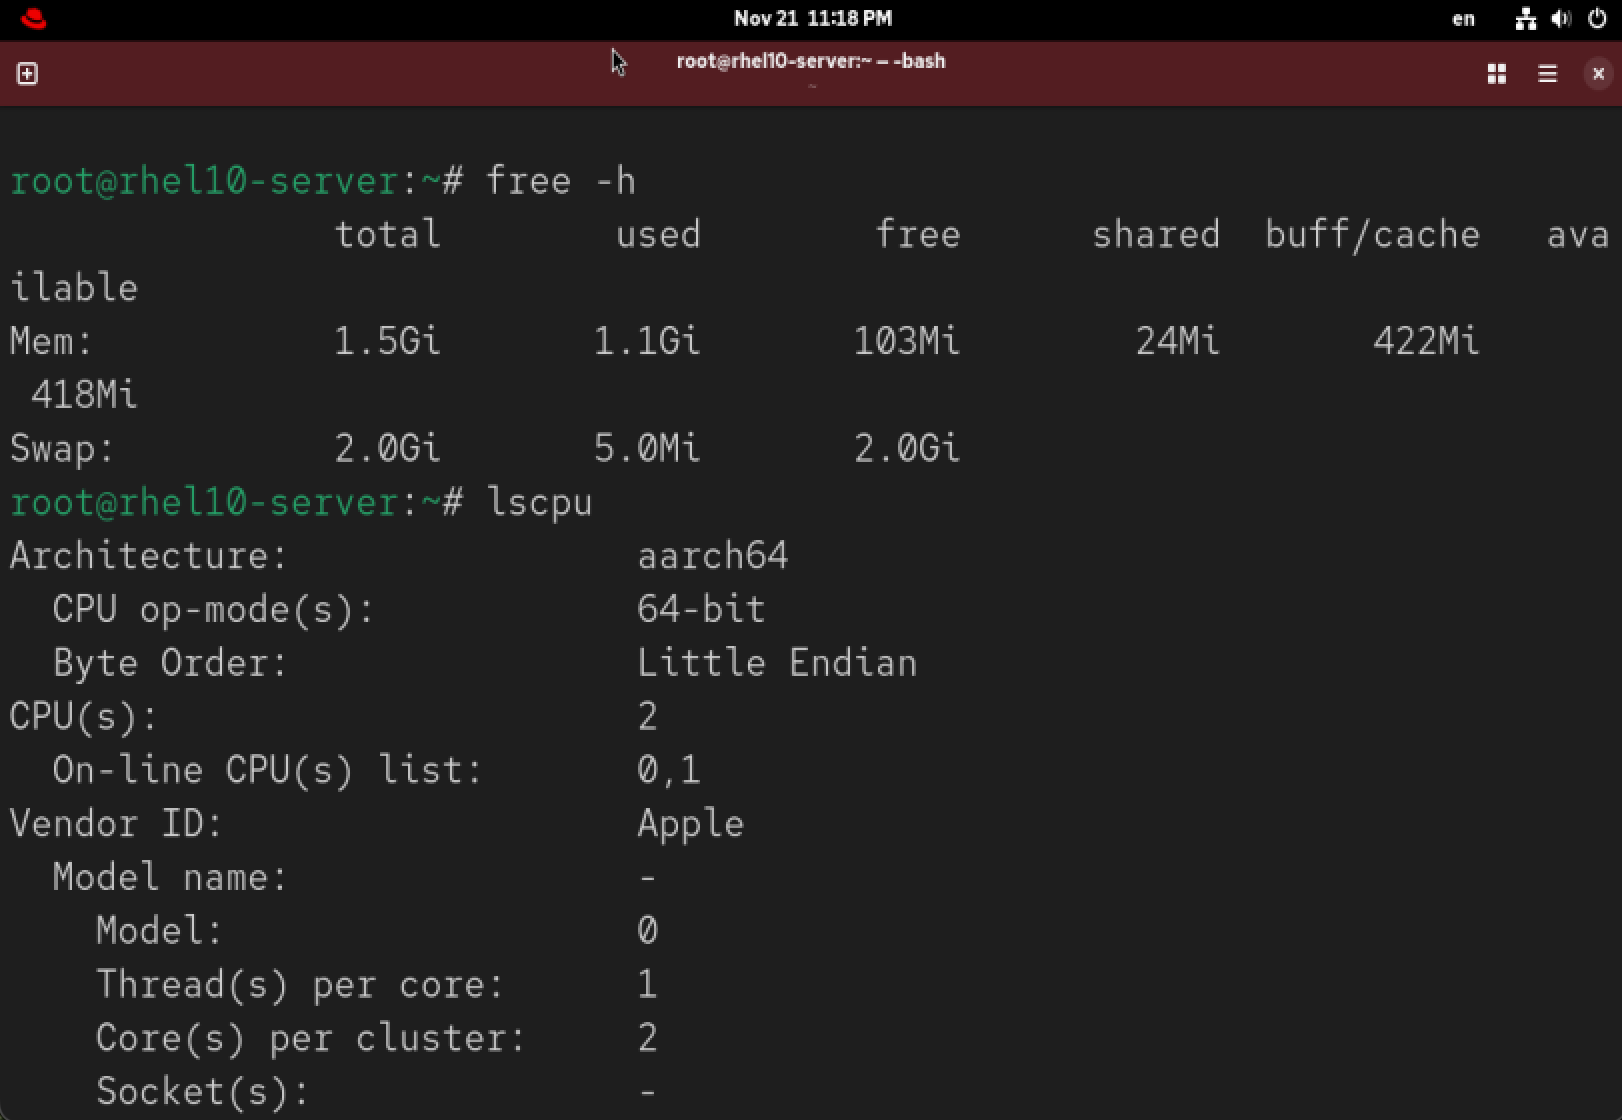 Nov 21 11:18 PM
en
root@rhel10-server:~ — -bash
~
root@rhel10-server:~# free -h
total used free shared buff/cache ava
ilable
Mem: 1.5Gi 1.1Gi 103Mi 24Mi 422Mi
418Mi
Swap: 2.0Gi 5.0Mi 2.0Gi
root@rhel10-server:~# lscpu
Architecture: aarch64
CPU op-mode(s): 64-bit
Byte Order: Little Endian
CPU(s): 2
On-line CPU(s) list: 0,1
Vendor ID: Apple
Model name: -
Model: 0
Thread(s) per core: 1
Core(s) per cluster: 2
Socket(s): -